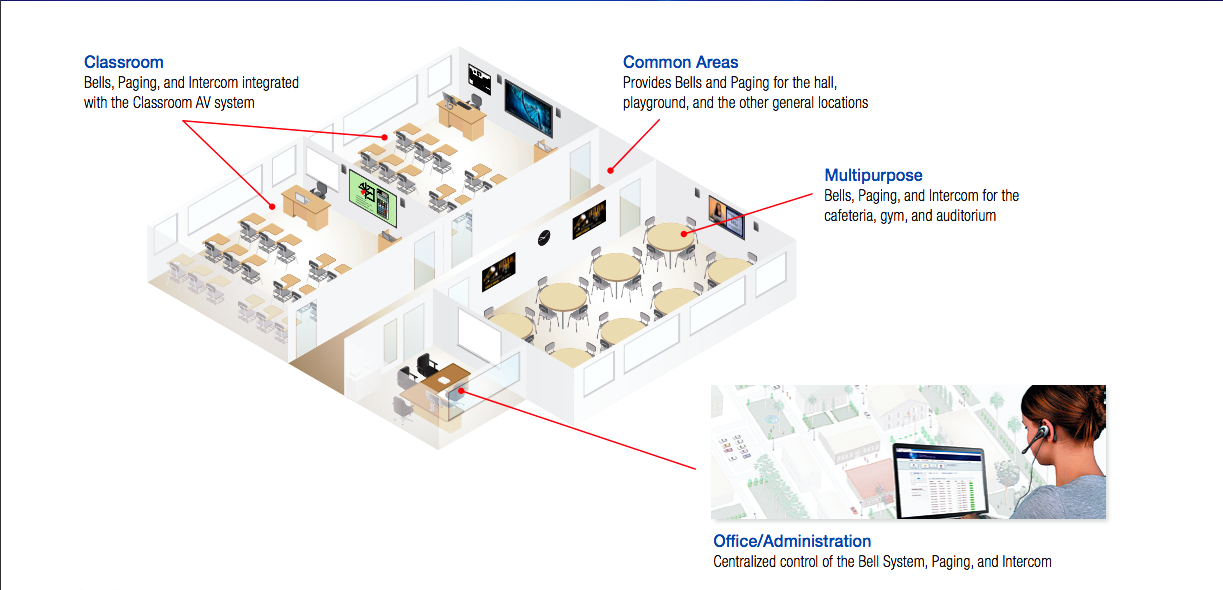 Classroom
Bells, Paging, and Intercom integrated
with the Classroom AV system
Common Areas
Provides Bells and Paging for the hall,
playground, and the other general locations
Multipurpose
Bells, Paging, and Intercom for the
cafeteria, gym, and auditorium
Office/Administration
Centralized control of the Bell System, Paging, and Intercom